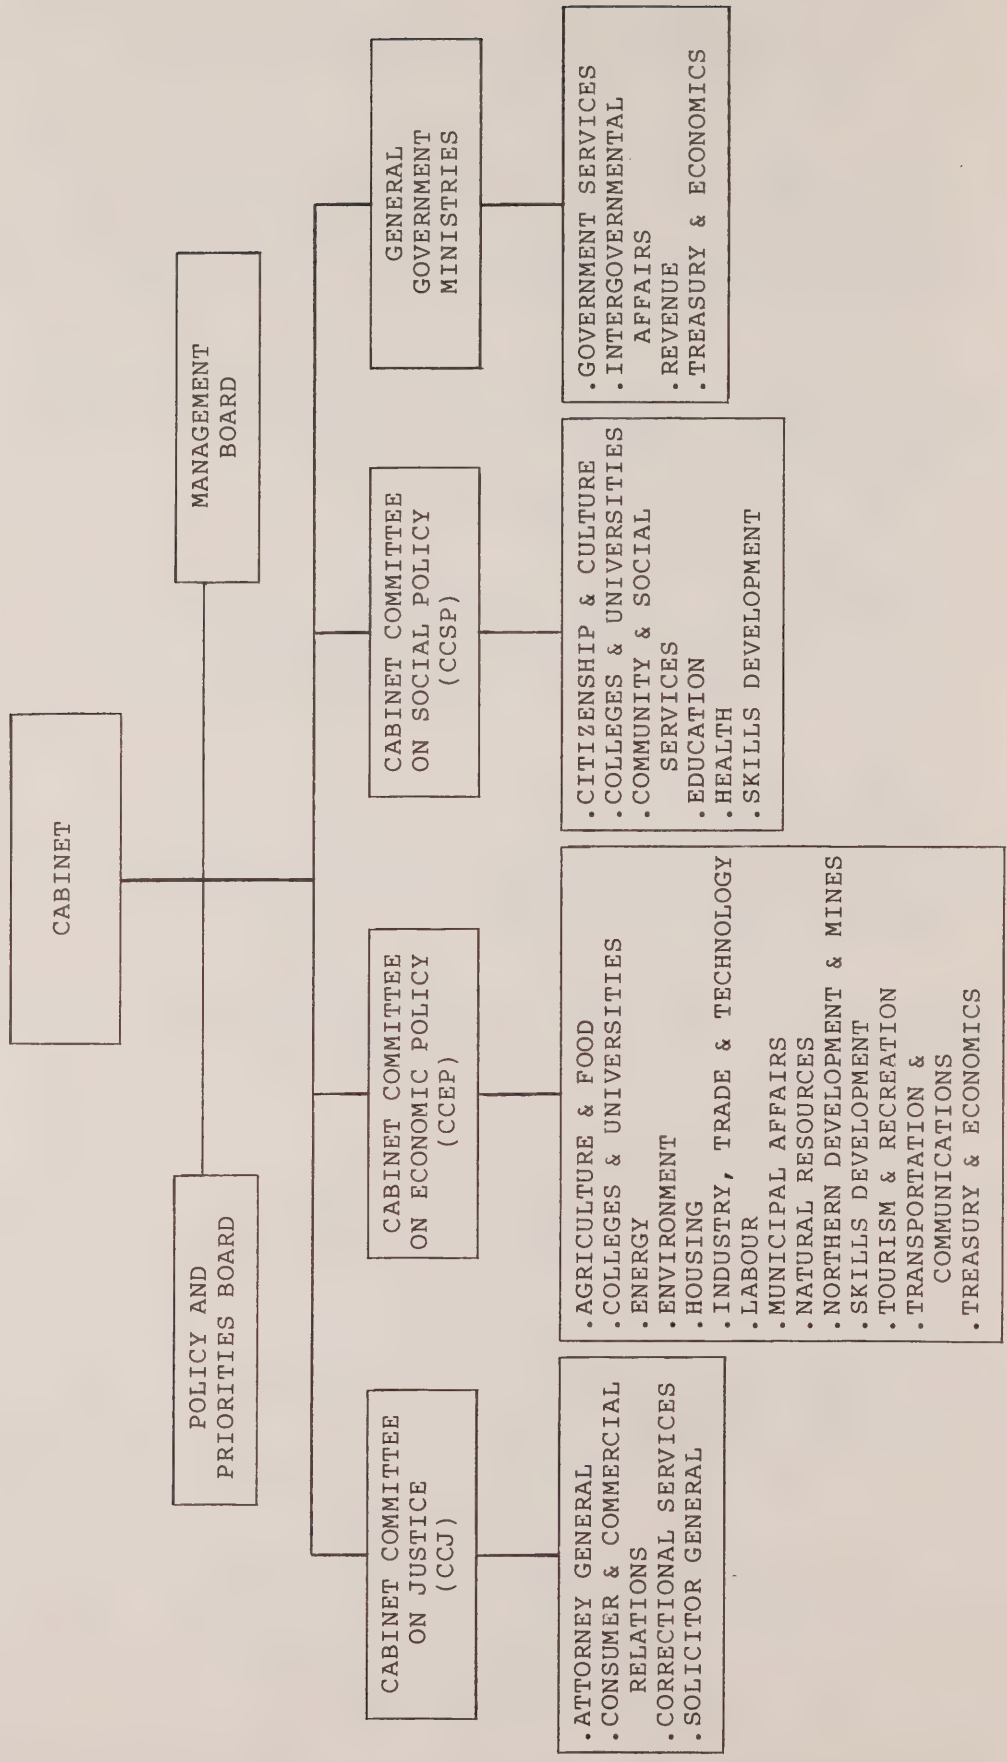 CABINET
POLICY AND
PRIORITIES BOARD
MANAGEMENT
BOARD
CABINET COMMITTEE
ON JUSTICE
(CCJ)
CABINET COMMITTEE
ON ECONOMIC POLICY
(CCEP)
CABINET COMMITTEE
ON SOCIAL POLICY
(CCSP)
GENERAL
GOVERNMENT
MINISTRIES
.ATTORNEY GENERAL
.CONSUMER & COMMERCIAL
RELATIONS
.CORRECTIONAL SERVICES
.SOLICITOR GENERAL
.AGRICULTURE & FOOD
.COLLEGES & UNIVERSITIES
.ENERGY
.ENVIRONMENT
.HOUSING
.INDUSTRY, TRADE & TECHNOLOGY
.LABOUR
.MUNICIPAL AFFAIRS
.NATURAL RESOURCES
.NORTHERN DEVELOPMENT & MINES
.SKILLS DEVELOPMENT
.TOURISM & RECREATION
.TRANSPORTATION &
COMMUNICATIONS
.TREASURY & ECONOMICS
.CITIZENSHIP & CULTURE
.COLLEGES & UNIVERSITIES
.COMMUNITY & SOCIAL
SERVICES
.EDUCATION
.HEALTH
.SKILLS DEVELOPMENT
.GOVERNMENT SERVICES
.INTERGOVERNMENTAL
AFFAIRS
.REVENUE
.TREASURY & ECONOMICS